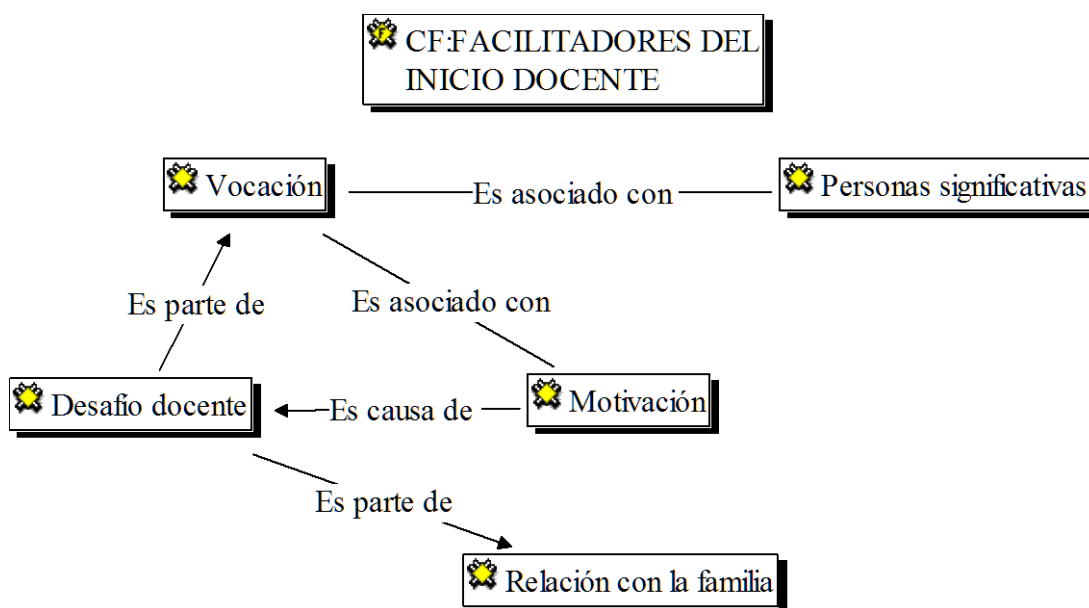 CF:FACILITADORES DEL
INICIO DOCENTE
Vocación
Es asociado con
Personas significativas
Es parte de
Es asociado con
Desafío docente
Es causa de
Motivación
Es parte de
Relación con la familia